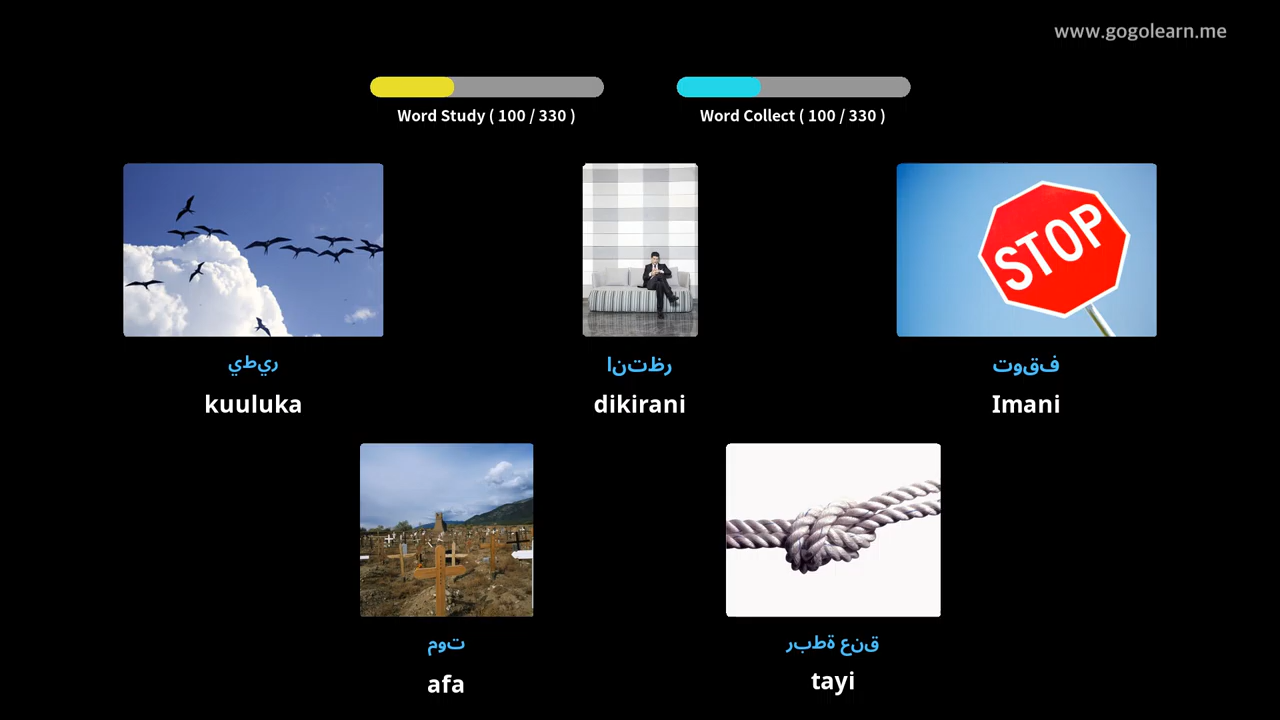 www.gogolearn.me
Word Study ( 100 / 330 )
Word Collect ( 100 / 330 )
ريطي
kuuluka
رظتنا
dikirani
STOP
فقوت
Imani
توم
afa
قنع ةطبر
tayi